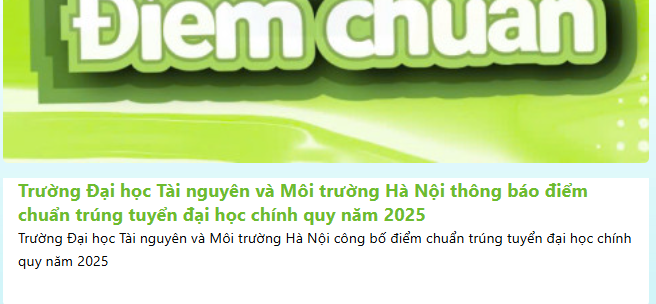 Điểm chuẩn
Trường Đại học Tài nguyên và Môi trường Hà Nội thông báo điểm
chuẩn trúng tuyển đại học chính quy năm 2025
Trường Đại học Tài nguyên và Môi trường Hà Nội công bố điểm chuẩn trúng tuyển đại học chính
quy năm 2025